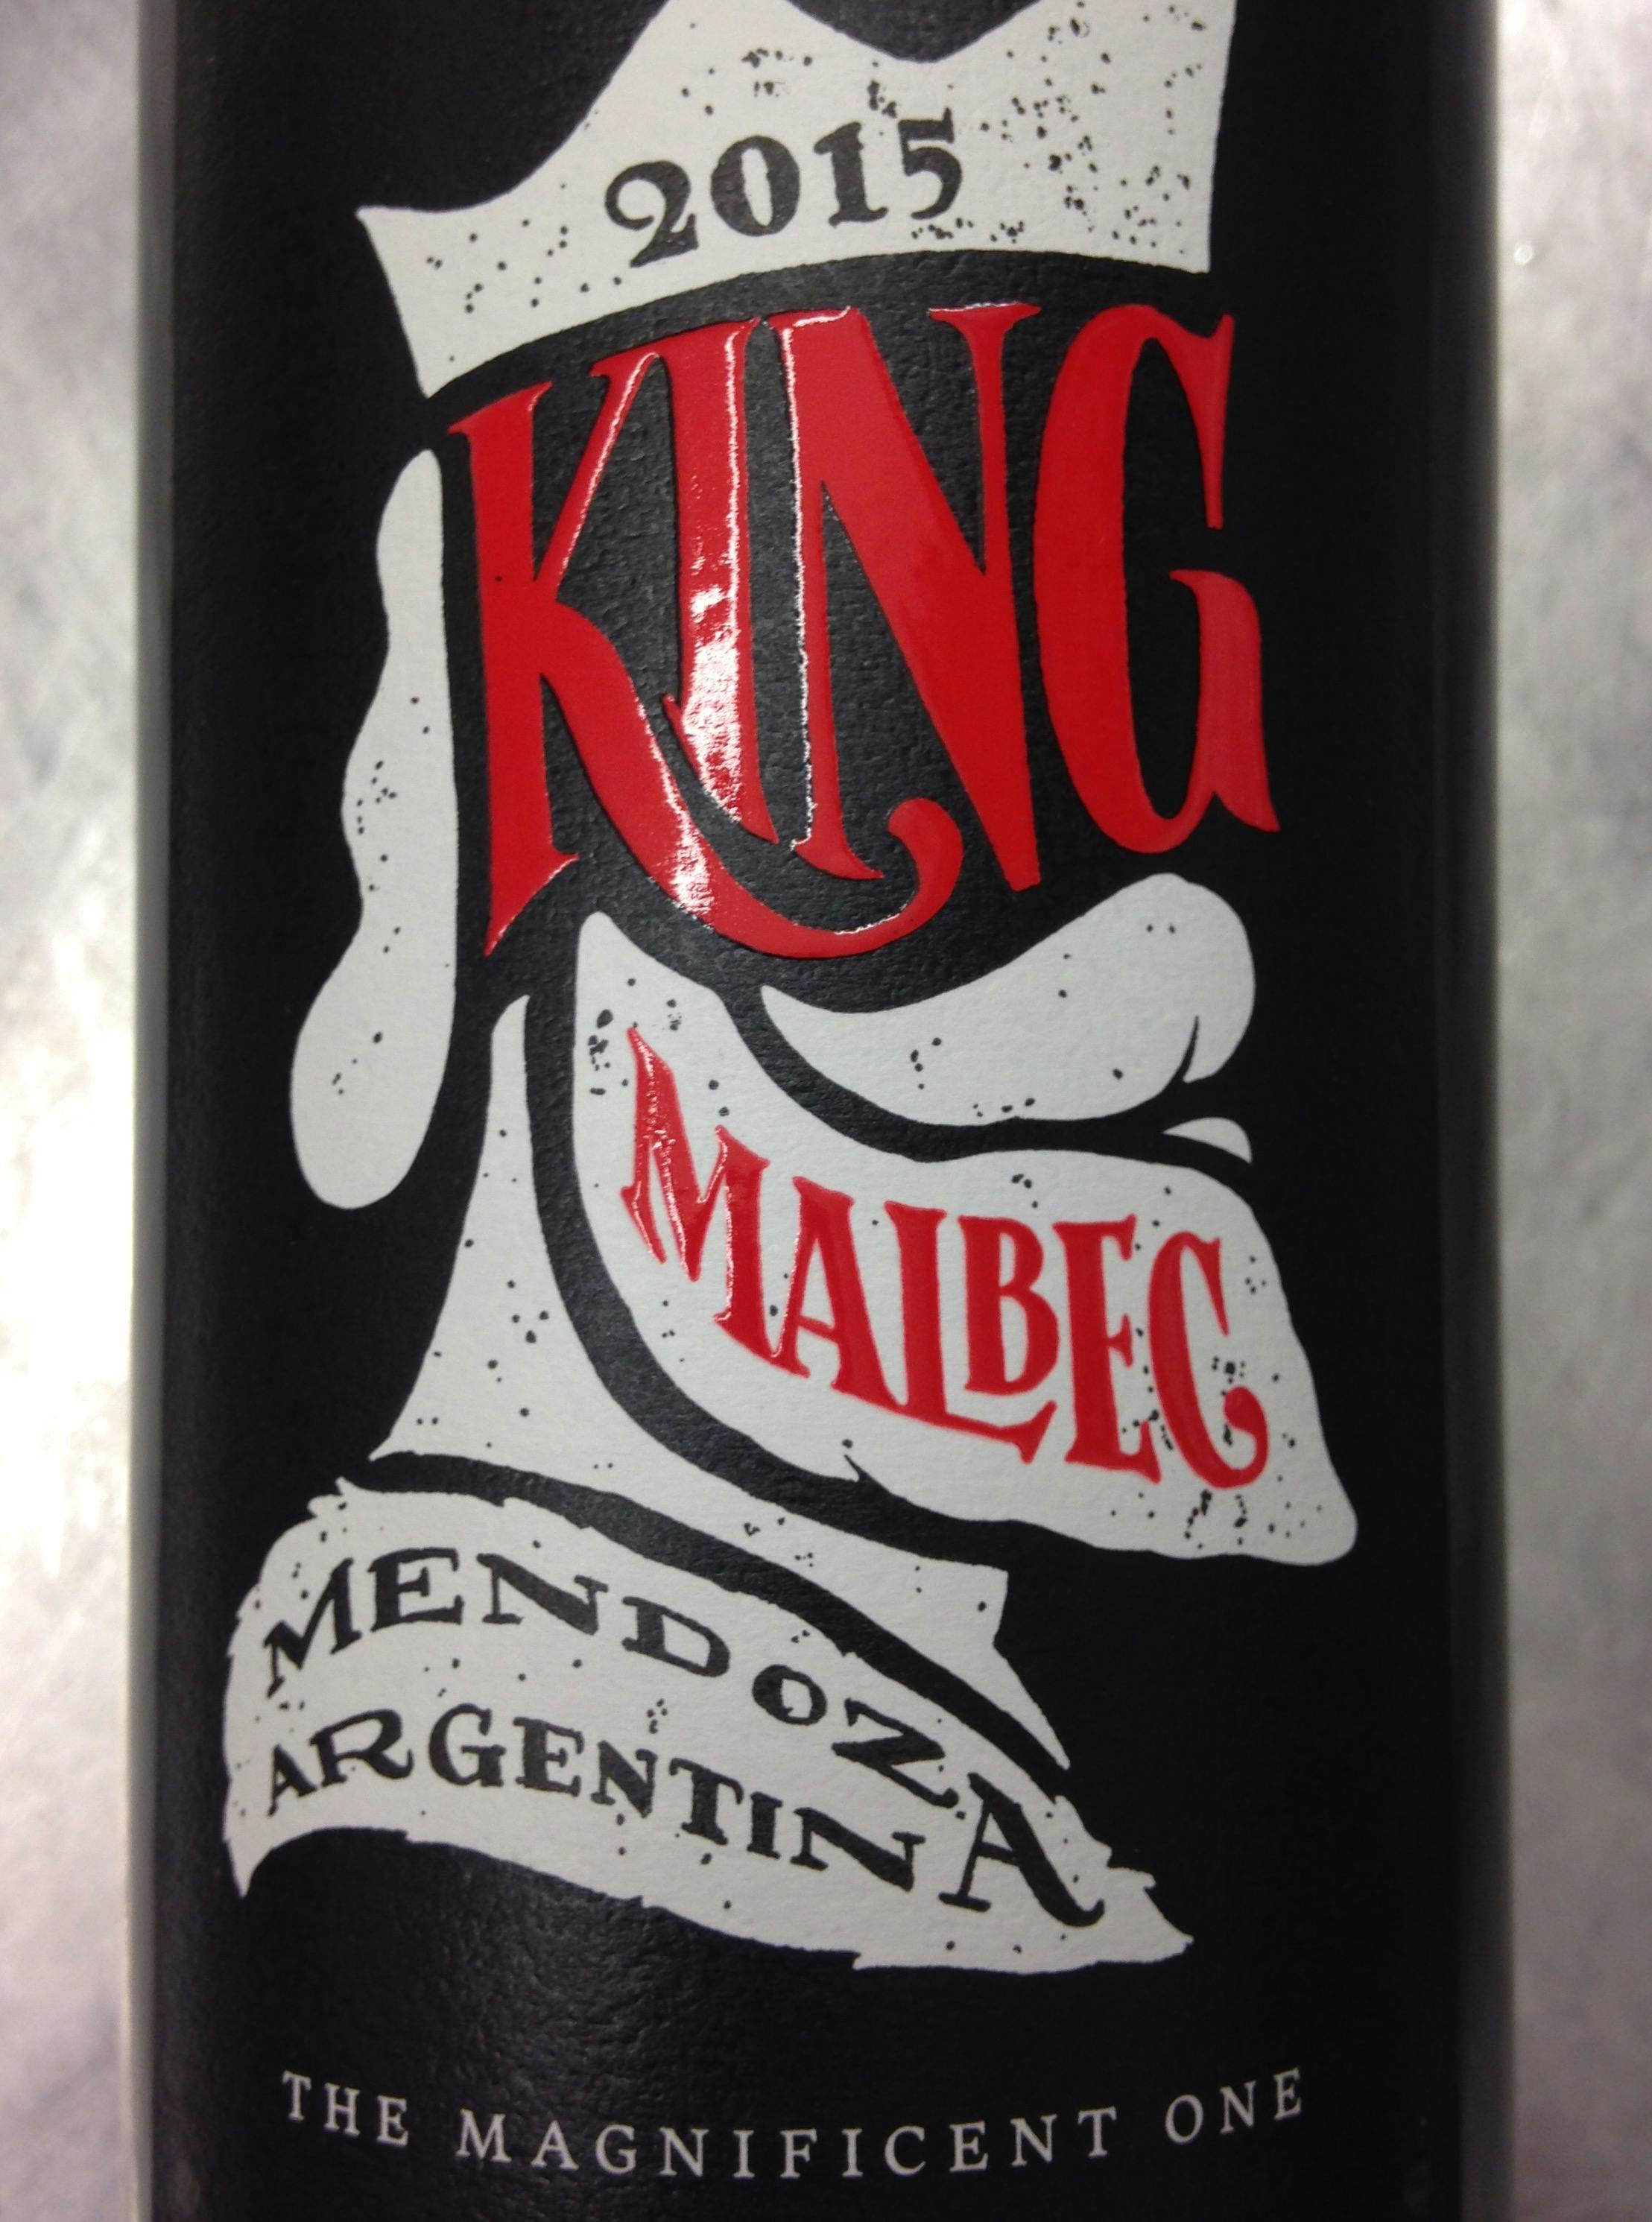 2015
KING
MALBEC
MENDOZA
ARGENTINA
THE MAGNIFICENT ONE